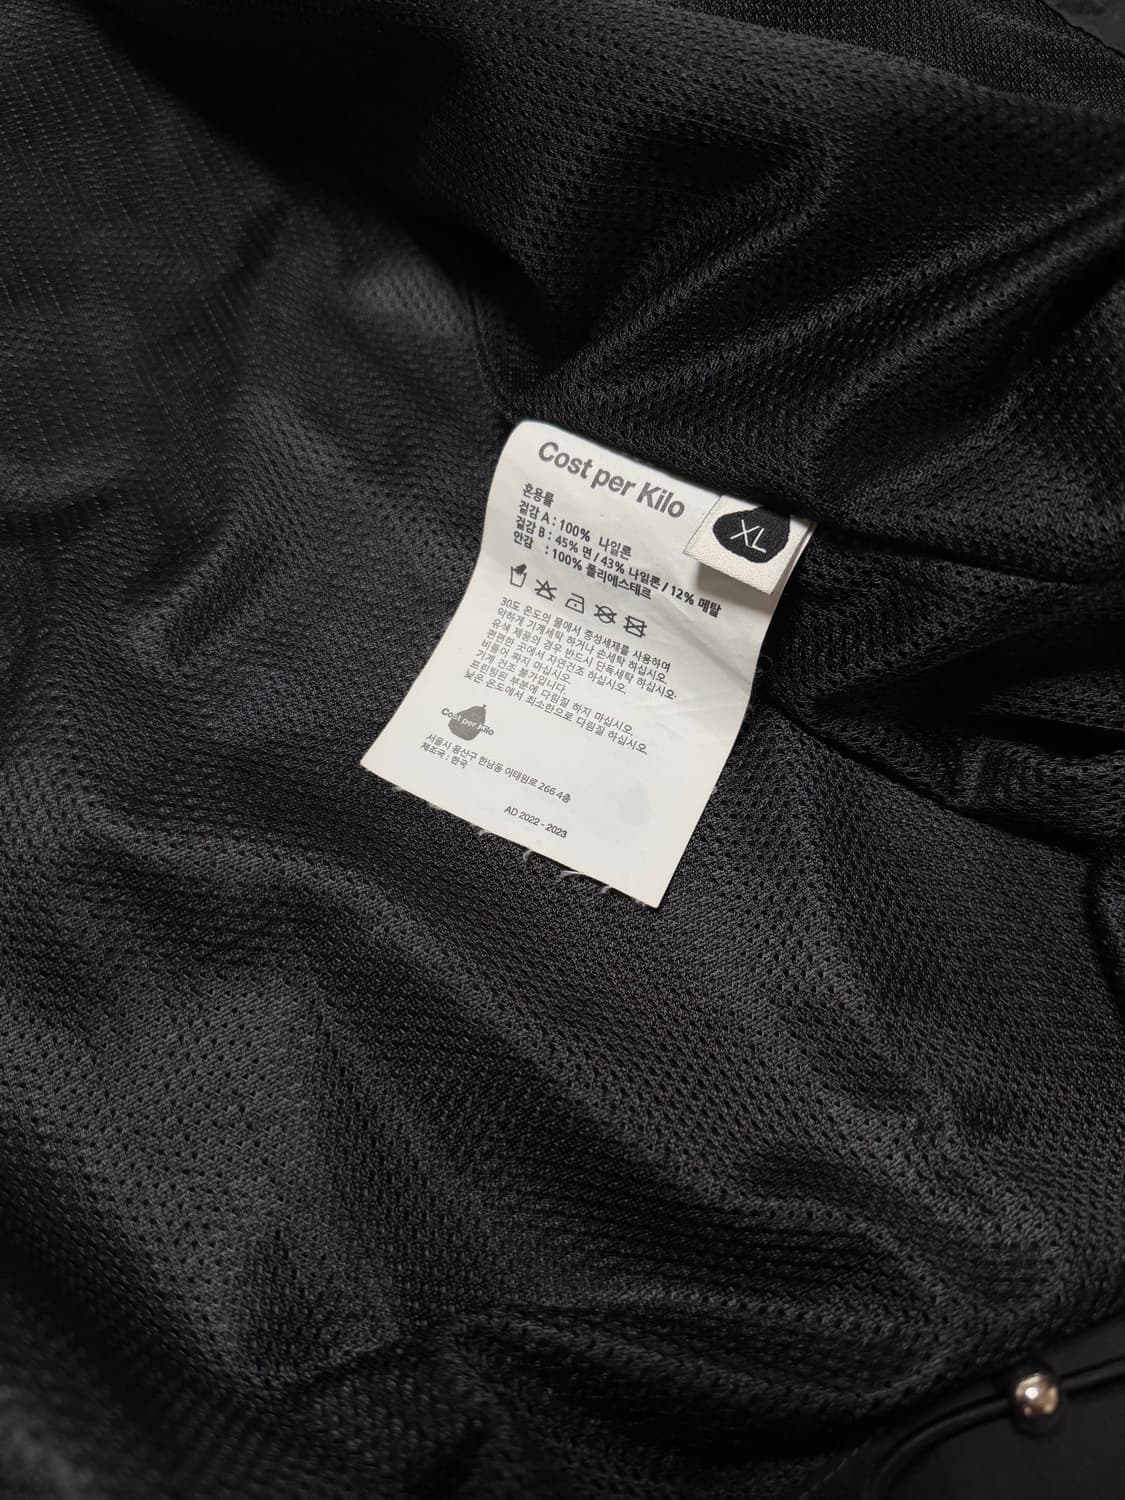 Cost per Kilo
XL
혼용률
겉감 A : 100% 나일론
겉감 B : 45% 면 / 43% 나일론 / 12% 메탈
안감 : 100% 폴리에스테르
30도 온도의 물에서 중성세제를 사용하여
약하게 기계세탁 하거나 손세탁 하십시오.
유색 제품의 경우 반드시 단독세탁 하십시오.
편편한 곳에서 자연건조 하십시오.
비틀어 짜지 마십시오.
기계 건조 불가입니다.
프린팅된 부분에 다림질 하지 마십시오.
낮은 온도에서 최소한으로 다림질 하십시오.
Cost per Kilo
서울시 용산구 한남동 이태원로 266 4층
제조국 : 한국
AD 2022 - 2023